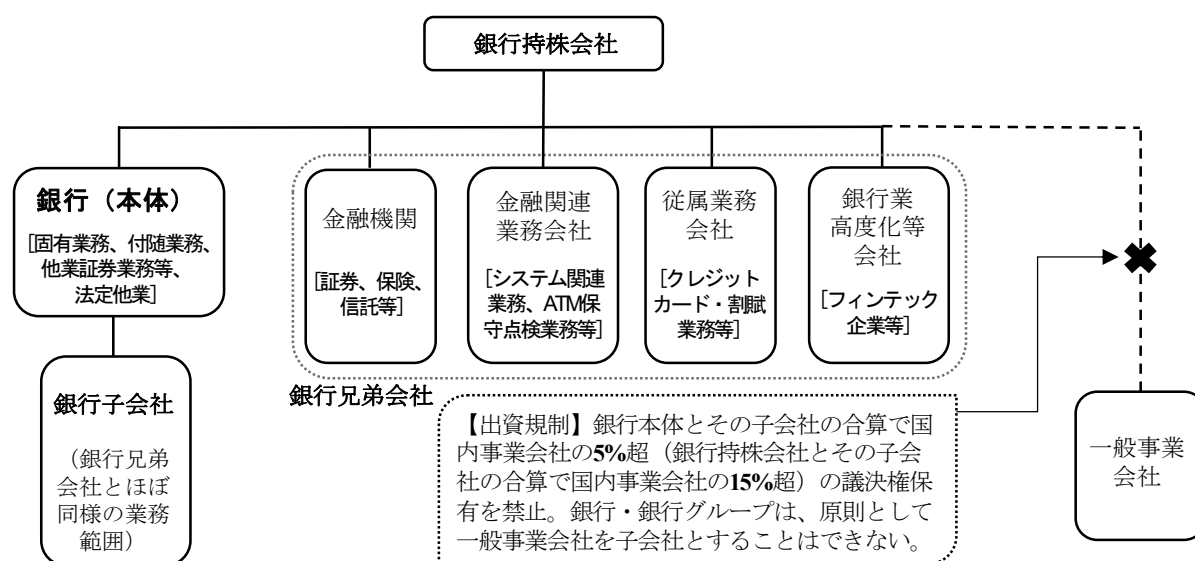 銀行持株会社
銀行（本体）
[固有業務、付随業務、
他業証券業務等、
法定他業]
金融機関
[証券、保険、
信託等]
金融関連
業務会社
[システム関連
業務、ATM保
守点検業務等]
従属業務
会社
[クレジット
カード・割賦
業務等]
銀行業
高度化等
会社
[フィンテック
企業等]
銀行兄弟会社
銀行子会社
（銀行兄弟
会社とほぼ
同様の業務
範囲）
【出資規制】銀行本体とその子会社の合算で国
内事業会社の5%超（銀行持株会社とその子会
社の合算で国内事業会社の15%超）の議決権保
有を禁止。銀行・銀行グループは、原則として
一般事業会社を子会社とすることはできない。
一般事業
会社